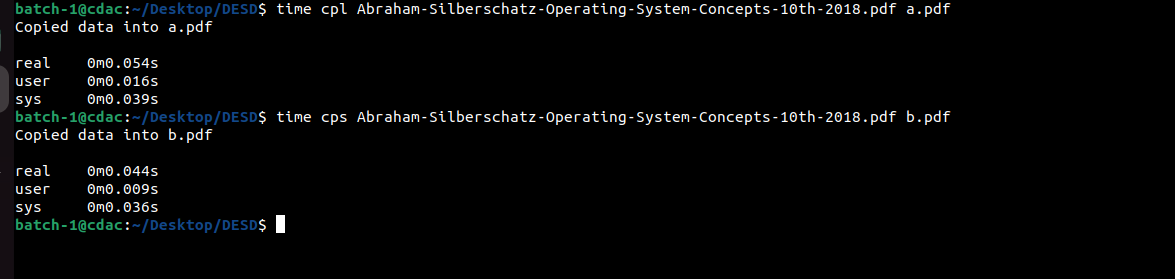 batch-1@cdac:~/Desktop/DESD$ time cpl Abraham-Silberschatz-Operating-System-Concepts-10th-2018.pdf a.pdf
Copied data into a.pdf
real 0m0.054s
user 0m0.016s
sys 0m0.039s
batch-1@cdac:~/Desktop/DESD$ time cps Abraham-Silberschatz-Operating-System-Concepts-10th-2018.pdf b.pdf
Copied data into b.pdf
real 0m0.044s
user 0m0.009s
sys 0m0.036s
batch-1@cdac:~/Desktop/DESD$